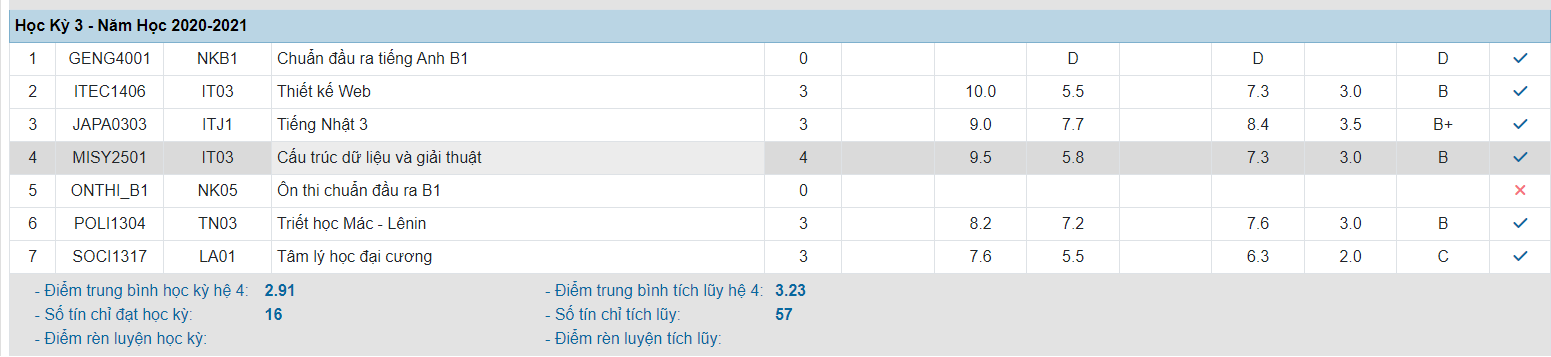 Học Kỳ 3 - Năm Học 2020-2021
1 GENG4001 NKB1 Chuẩn đầu ra tiếng Anh B1 0 D D D
2 ITEC1406 IT03 Thiết kế Web 3 10.0 5.5 7.3 3.0 B
3 JAPA0303 ITJ1 Tiếng Nhật 3 3 9.0 7.7 8.4 3.5 B+
4 MISY2501 IT03 Cấu trúc dữ liệu và giải thuật 4 9.5 5.8 7.3 3.0 B
5 ONTHI_B1 NK05 Ôn thi chuẩn đầu ra B1 0
6 POLI1304 TN03 Triết học Mác - Lênin 3 8.2 7.2 7.6 3.0 B
7 SOCI1317 LA01 Tâm lý học đại cương 3 7.6 5.5 6.3 2.0 C
- Điểm trung bình học kỳ hệ 4: 2.91 - Điểm trung bình tích lũy hệ 4: 3.23
- Số tín chỉ đạt học kỳ: 16 - Số tín chỉ tích lũy: 57
- Điểm rèn luyện học kỳ: - Điểm rèn luyện tích lũy: